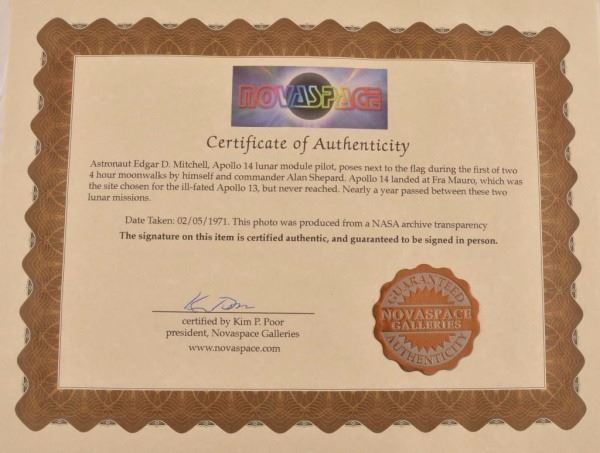 NOVASPACE
Certificate of Authenticity
Astronaut Edgar D. Mitchell, Apollo 14 lunar module pilot, poses next to the flag during the first of two
4 hour moonwalks by himself and commander Alan Shepard. Apollo 14 landed at Fra Mauro, which was
the site chosen for the ill-fated Apollo 13, but never reached. Nearly a year passed between these two
lunar missions.
Date Taken: 02/05/1971. This photo was produced from a NASA archive transparency
The signature on this item is certified authentic, and guaranteed to be signed in person.
certified by Kim P. Poor
president, Novaspace Galleries
www.novaspace.com
GUARANTEED
NOVASPACE
GALLERIES
AUTHENTICITY